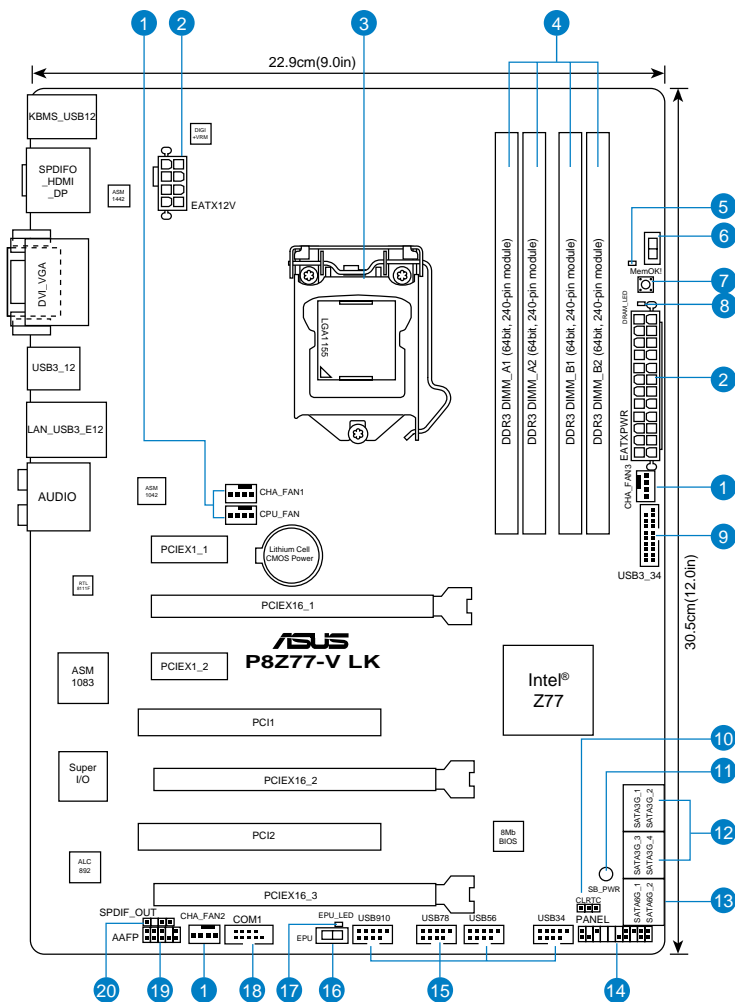 1
2
3
4
22.9cm(9.0in)
KBMS_USB12
DIGI
+VRM
SPDIFO
_HDMI
_DP
ASM
1442
EATX12V
DVI_VGA
LGA1155
DDR3 DIMM_A1 (64bit, 240-pin module)
DDR3 DIMM_A2 (64bit, 240-pin module)
DDR3 DIMM_B1 (64bit, 240-pin module)
DDR3 DIMM_B2 (64bit, 240-pin module)
5
6
MemOK!
7
DRAM_LED
8
USB3_12
2
EATXPWR
LAN_USB3_E12
AUDIO
ASM
1042
CHA_FAN1
CPU_FAN
CHA_FAN3
1
9
PCIEX1_1
Lithium Cell
CMOS Power
USB3_34
RTL
8111F
PCIEX16_1
30.5cm(12.0in)
ASUS
P8Z77-V LK
PCIEX1_2
ASM
1083
Intel®
Z77
PCI1
10
Super
I/O
PCIEX16_2
11
SATA3G_1
SATA3G_2
12
PCI2
8Mb
BIOS
SATA3G_3
SATA3G_4
ALC
892
SB_PWR
PCIEX16_3
CLRTC
SATA6G_1
SATA6G_2
13
SPDIF_OUT
CHA_FAN2
COM1
EPU_LED
USB910
USB78
USB56
USB34
PANEL
AAFP
EPU
20
19
1
18
17
16
15
14